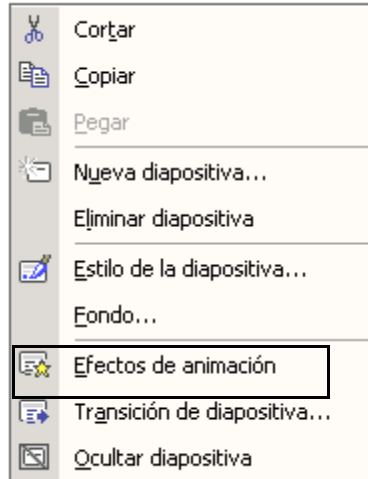 Cortar
Copiar
Pegar
Nueva diapositiva...
Eliminar diapositiva
Estilo de la diapositiva...
Fondo...
Efectos de animación
Transición de diapositiva...
Ocultar diapositiva